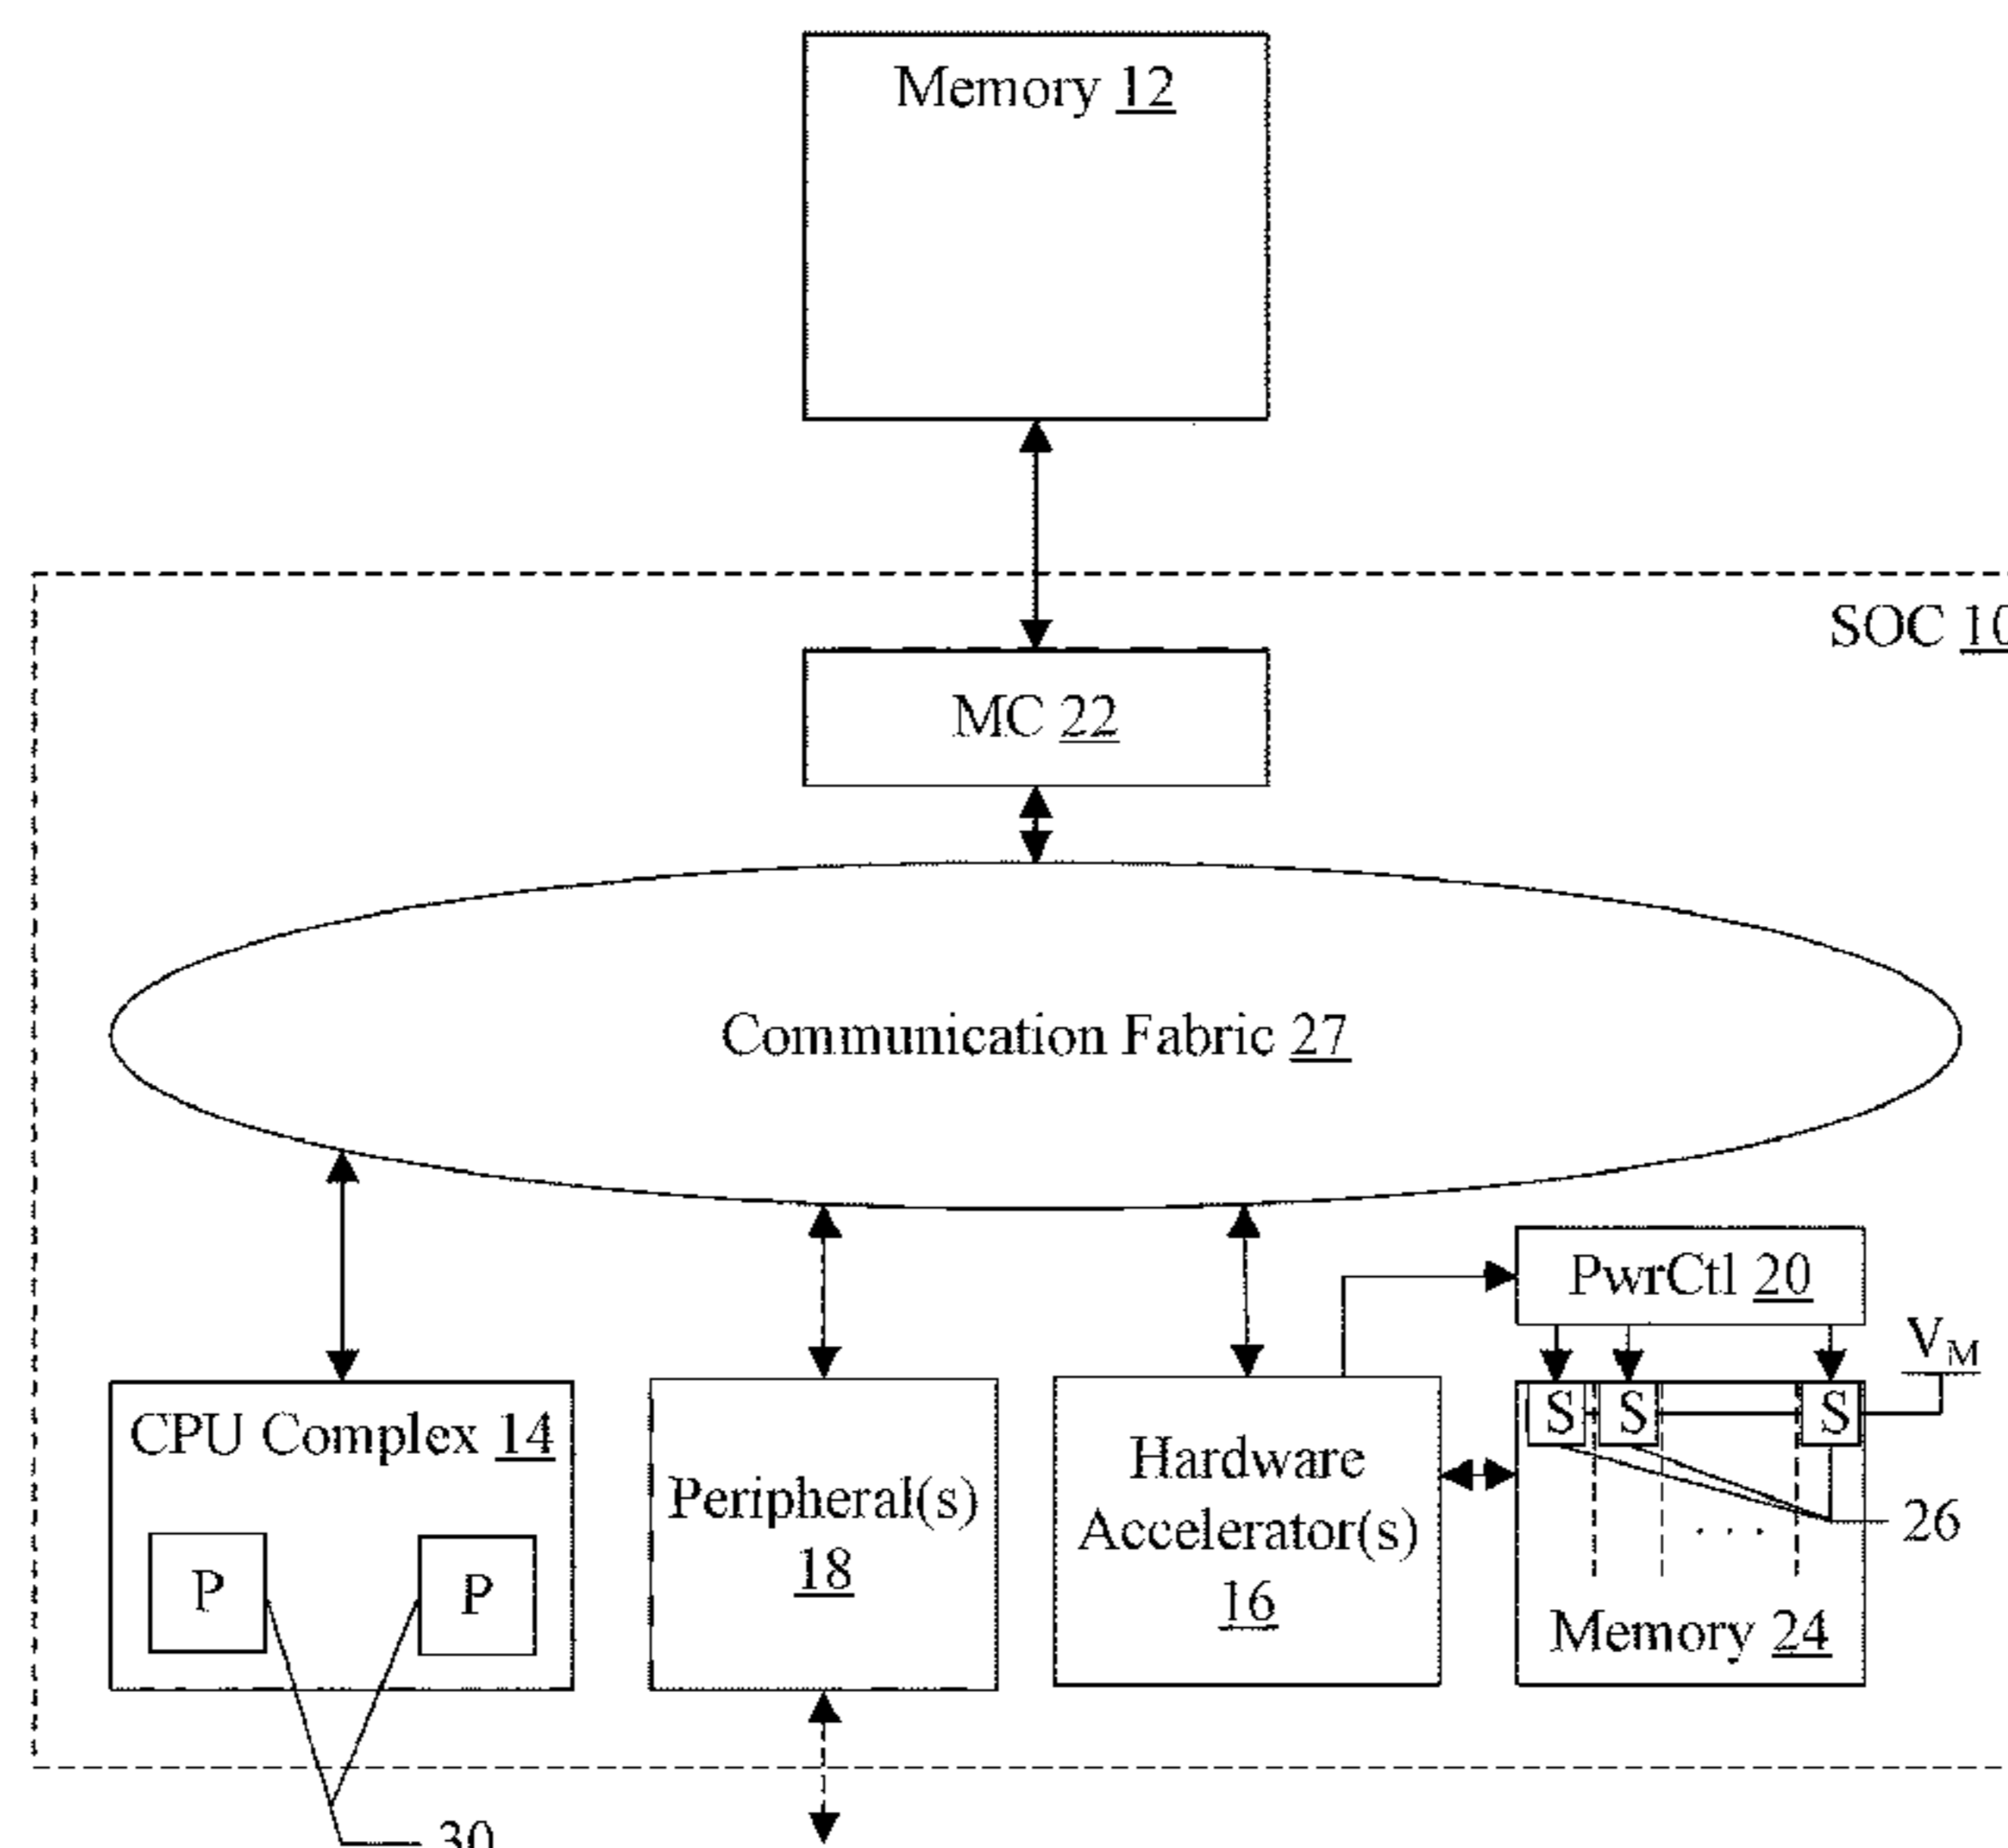 Memory 12
SOC 10
MC 22
Communication Fabric 27
PwrCtl 20
VM
CPU Complex 14
S S S
Peripheral(s)
18
Hardware
Accelerator(s)
16
26
P P
Memory 24
. . .
30